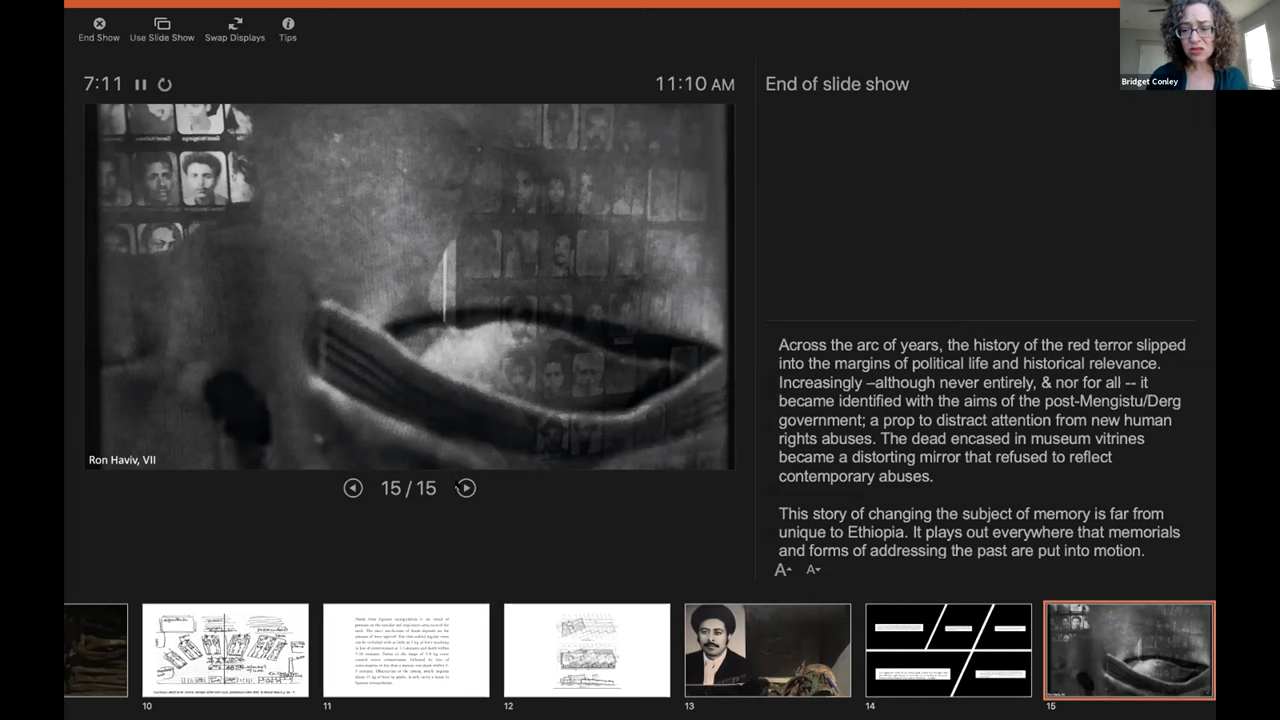 End Show
Use Slide Show
Swap Displays
Tips
Bridget Conley
7:11
11:10 AM
End of slide show
Ron Haviv, VII
15 / 15
Across the arc of years, the history of the red terror slipped
into the margins of political life and historical relevance.
Increasingly –although never entirely, & nor for all -- it
became identified with the aims of the post-Mengistu/Derg
government; a prop to distract attention from new human
rights abuses. The dead encased in museum vitrines
became a distorting mirror that refused to reflect
contemporary abuses.
This story of changing the subject of memory is far from
unique to Ethiopia. It plays out everywhere that memorials
and forms of addressing the past are put into motion.
A A
10
11
12
13
14
15